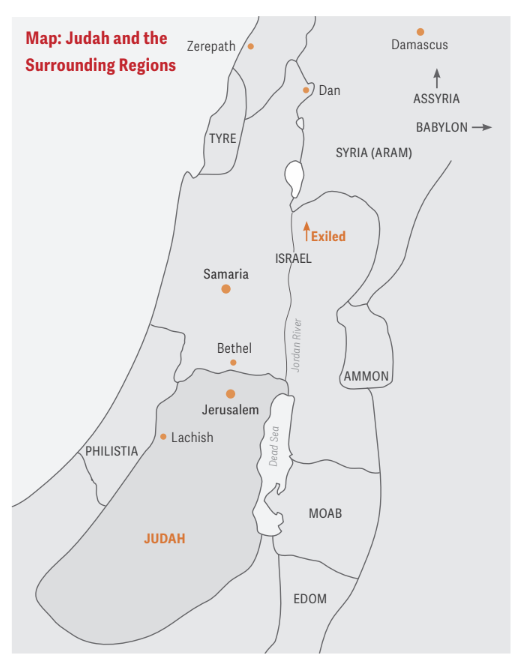 Map: Judah and the
Surrounding Regions
Zerepath
Damascus
Dan
ASSYRIA
BABYLON
TYRE
SYRIA (ARAM)
Exiled
ISRAEL
Samaria
Jordan River
Bethel
AMMON
Jerusalem
Lachish
Dead Sea
PHILISTIA
MOAB
JUDAH
EDOM